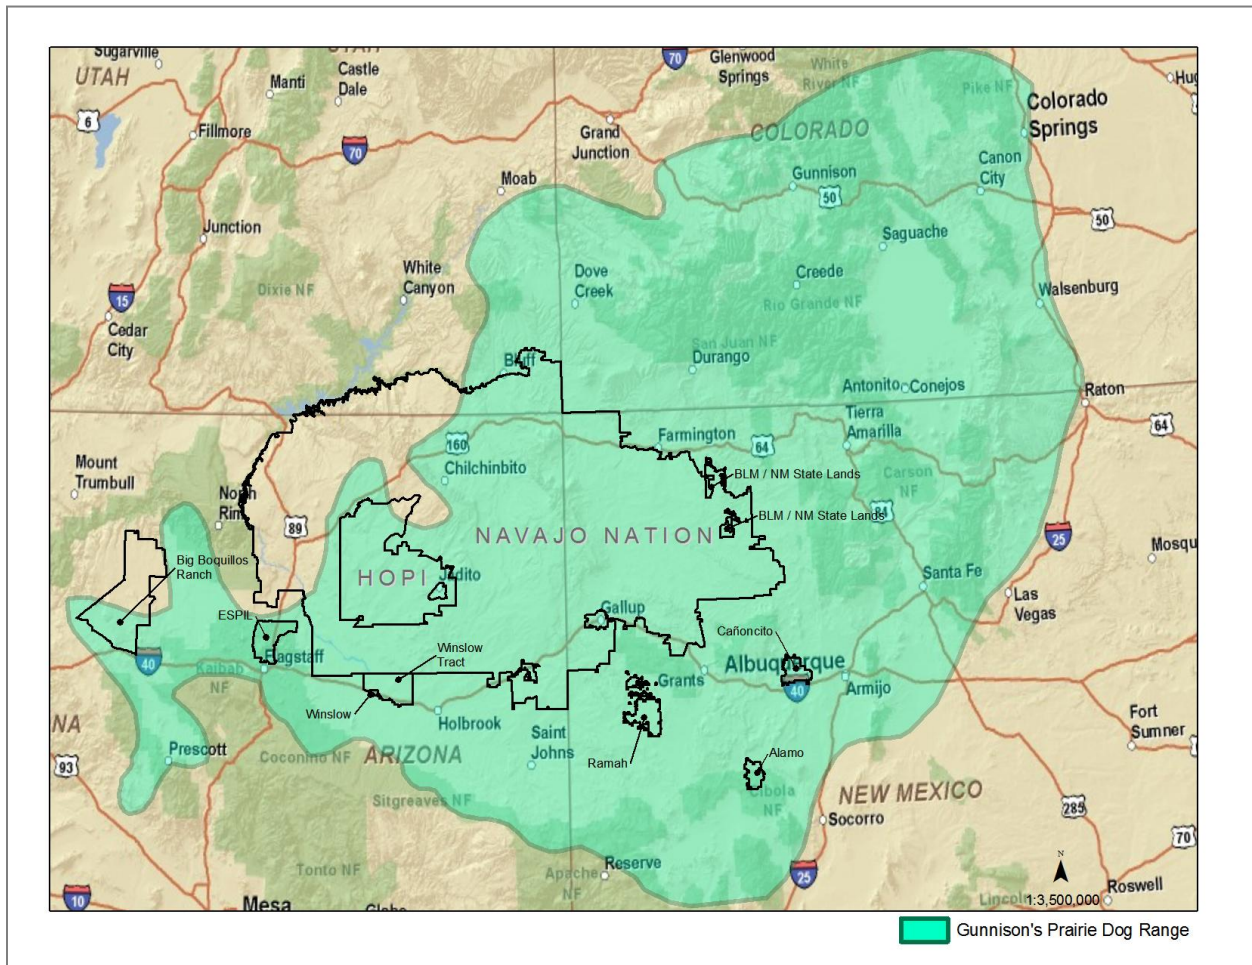 Sugarville
UTAH
UTAH
Manti
Castle
Dale
70
Glenwood
Springs
White
River NF
Pike NF
Colorado
Springs
6
Fillmore
70
Grand
Junction
COLORADO
Moab
Gunnison
50
Canon
City
50
Junction
Saguache
White
Canyon
Dove
Creek
Creede
Rio Grande NF
Walsenburg
Dixie NF
15
Cedar
City
San Juan NF
Durango
Bluff
Antonito
Conejos
25
Raton
Tierra
Amarilla
64
160
Farmington
64
Chilchinbito
Mount
Trumbull
BLM / NM State Lands
Carson
NF
North
Rim
89
BLM / NM State Lands
84
NAVAJO NATION
25
Big Boquillos
Ranch
HOPI
Jedito
Santa Fe
Las
Vegas
ESPIL
Gallup
Cañoncito
40
Flagstaff
Kaibab
NF
Winslow
Tract
Albuquerque
Grants
40
Armijo
Winslow
Holbrook
Saint
Johns
Fort
Sumner
Prescott
Coconino NF
ARIZONA
Ramah
Alamo
93
Sitgreaves NF
Cibola
NF
NEW MEXICO
Socorro
285
70
Tonto NF
Apache
NF
Reserve
25
10
Mesa
Globe
N
Lincoln
1:3,500,000
Roswell
Gunnison's Prairie Dog Range